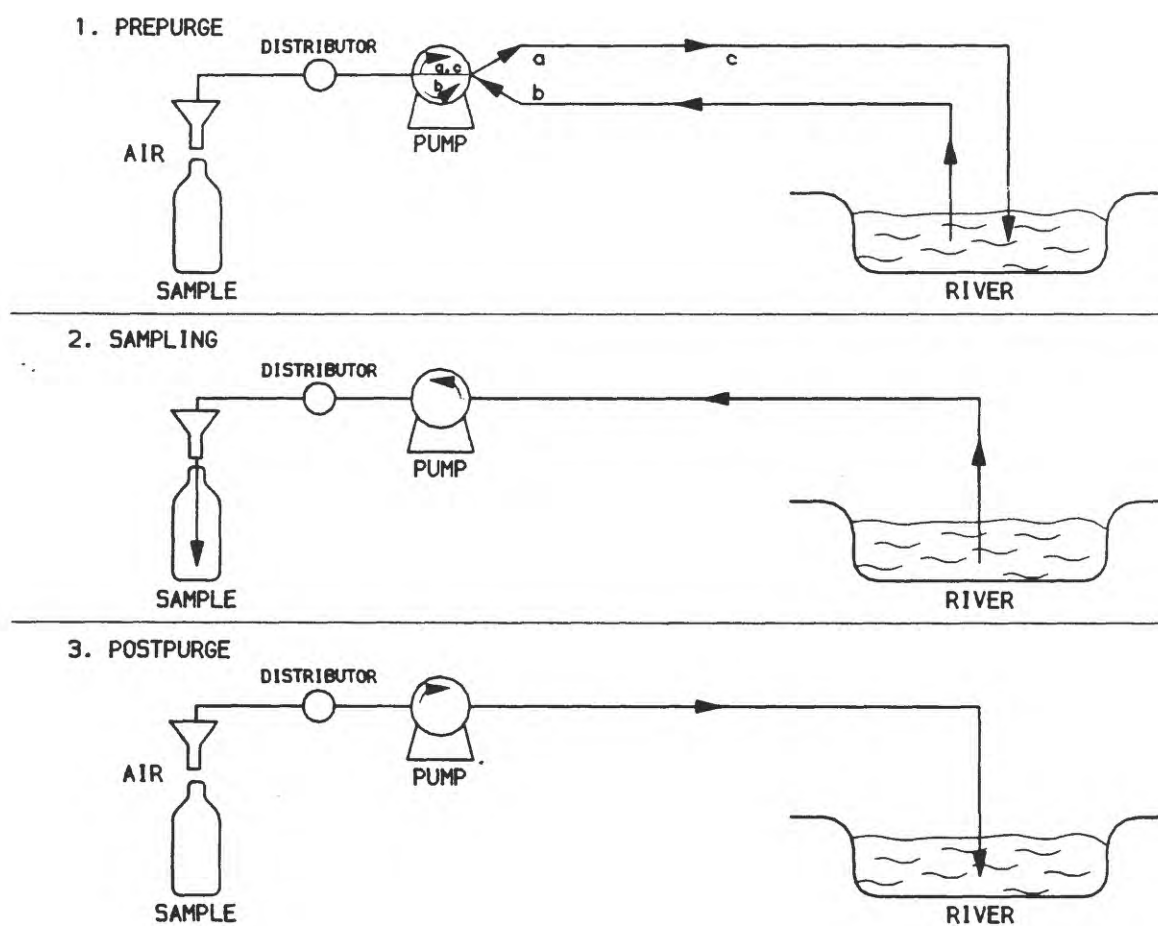 1. PREPURGE
DISTRIBUTOR
a
c
a,c
b
b
PUMP
AIR
SAMPLE
RIVER
2. SAMPLING
DISTRIBUTOR
PUMP
SAMPLE
RIVER
3. POSTPURGE
DISTRIBUTOR
AIR
PUMP
SAMPLE
RIVER